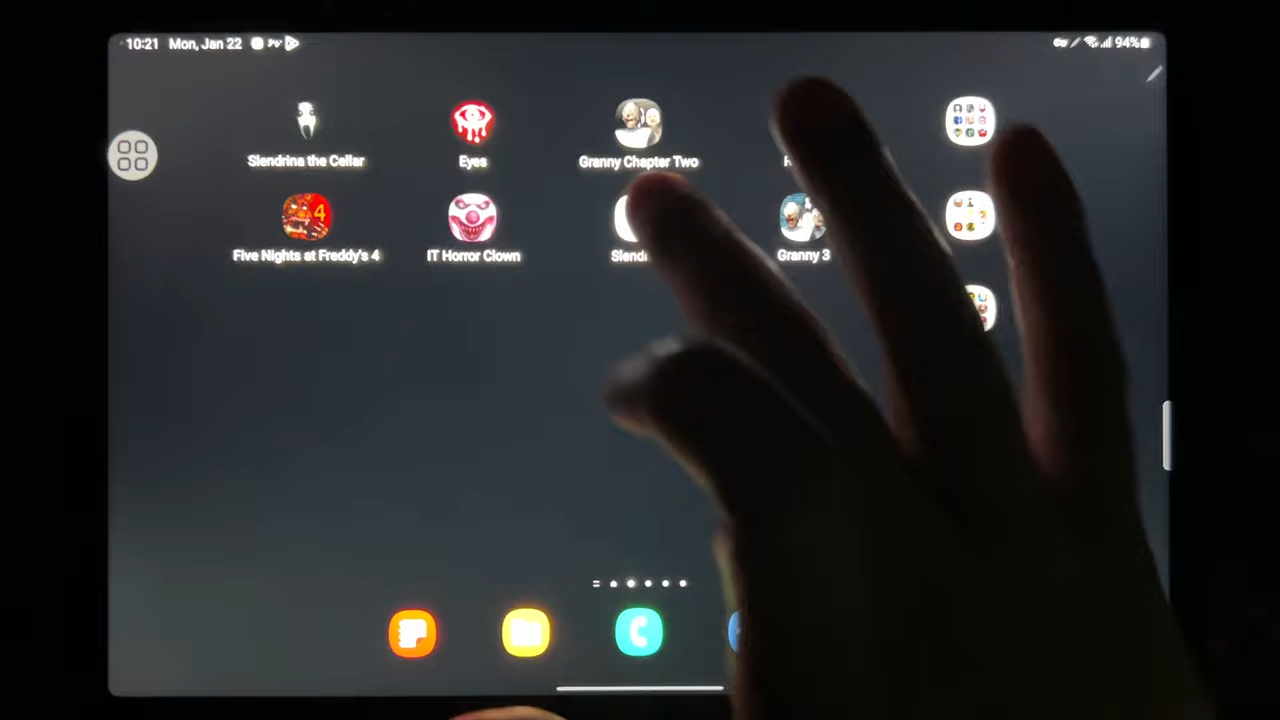 10:21 Mon, Jan 22
94%
Slendrina the Cellar
Eyes
Granny Chapter Two
4
Five Nights at Freddy's 4
IT Horror Clown
Granny 3